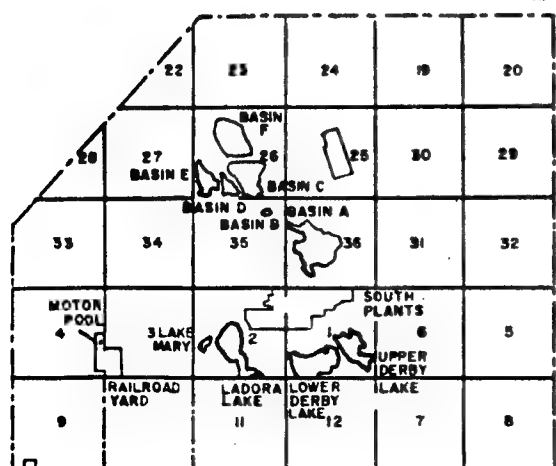 22 23 24 19 20
BASIN
F
28 27 26 25 30 29
BASIN E
BASIN C
BASIN D
BASIN A
BASIN B
33 34 35 36 31 32
MOTOR
POOL
SOUTH
PLANTS
4 3 LAKE
MARY
2 1 6 5
UPPER
DERBY
LAKE
RAILROAD
YARD
LADORA
LAKE
LOWER
DERBY
LAKE
9 11 12 7 8